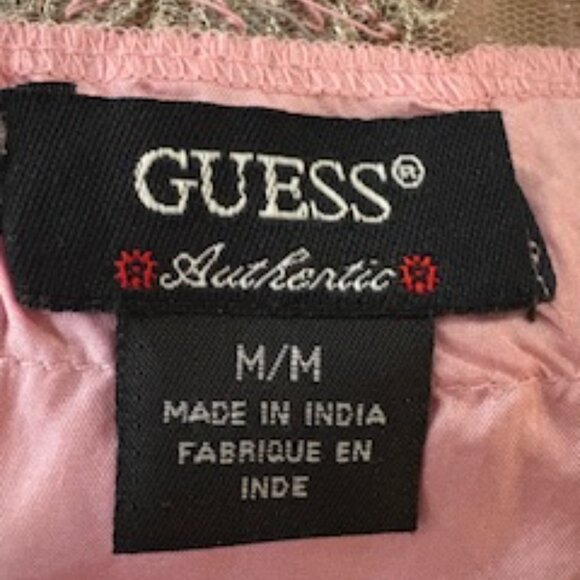 GUESS®
Authentic
M/M
MADE IN INDIA
FABRIQUE EN
INDE